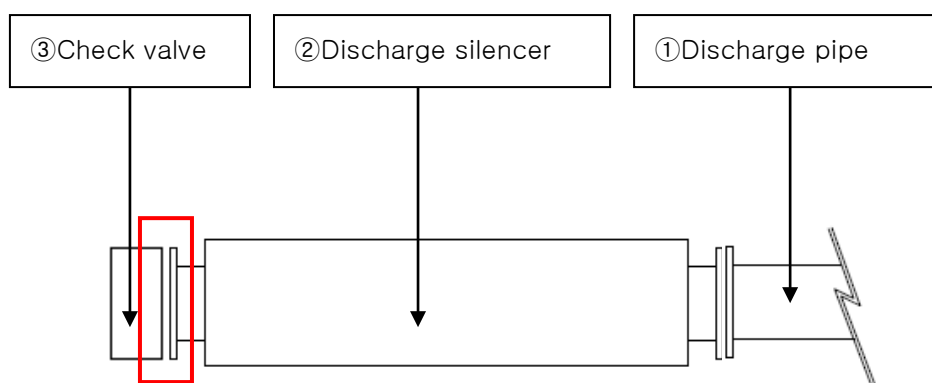 ③Check valve
②Discharge silencer
①Discharge pipe